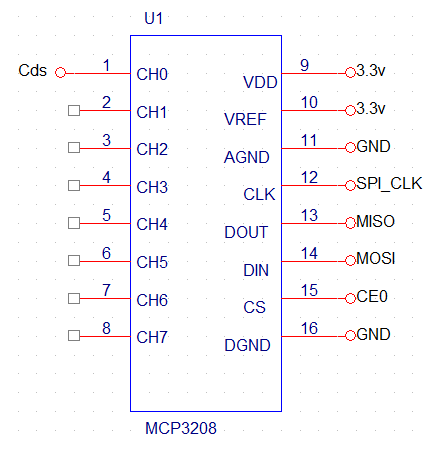 U1
Cds 1 CH0 VDD 9 3.3v
2 CH1 VREF 10 3.3v
3 CH2 AGND 11 GND
4 CH3 CLK 12 SPI_CLK
5 CH4 DOUT 13 MISO
6 CH5 DIN 14 MOSI
7 CH6 CS 15 CE0
8 CH7 DGND 16 GND
MCP3208